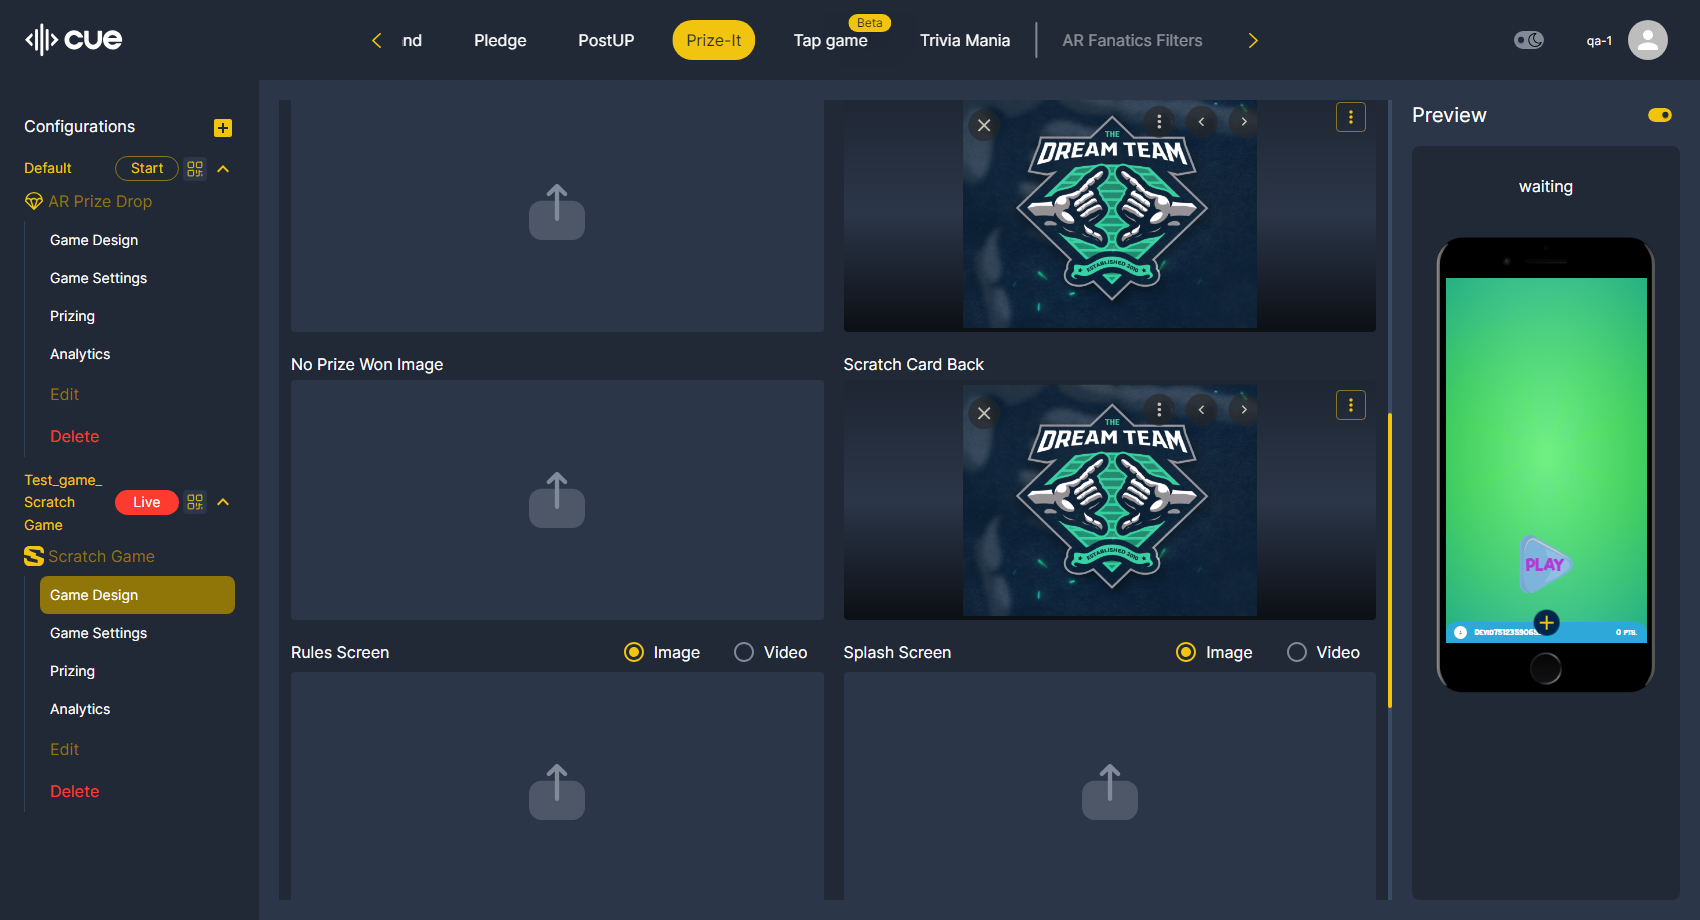 cue
nd
Pledge
PostUP
Prize-It
Beta
Tap game
Trivia Mania
AR Fanatics Filters
qa-1
Configurations
Default
Start
AR Prize Drop
Game Design
Game Settings
Prizing
Analytics
Edit
Delete
Test_game_
Scratch
Game
Live
Scratch Game
Game Design
Game Settings
Prizing
Analytics
Edit
Delete
THE
DREAM TEAM
ESTABLISHED 2010
No Prize Won Image
Scratch Card Back
THE
DREAM TEAM
ESTABLISHED 2010
Rules Screen
Image
Video
Splash Screen
Image
Video
Preview
waiting
PLAY
0 PTS.